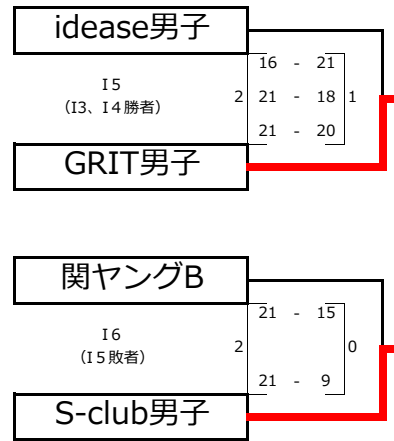 idease男子
16 - 21
I5
(I3、I4勝者)
2 21 - 18 1
21 - 20
GRIT男子
関ヤングB
21 - 15
I6
(I5敗者)
2 0
21 - 9
S-club男子